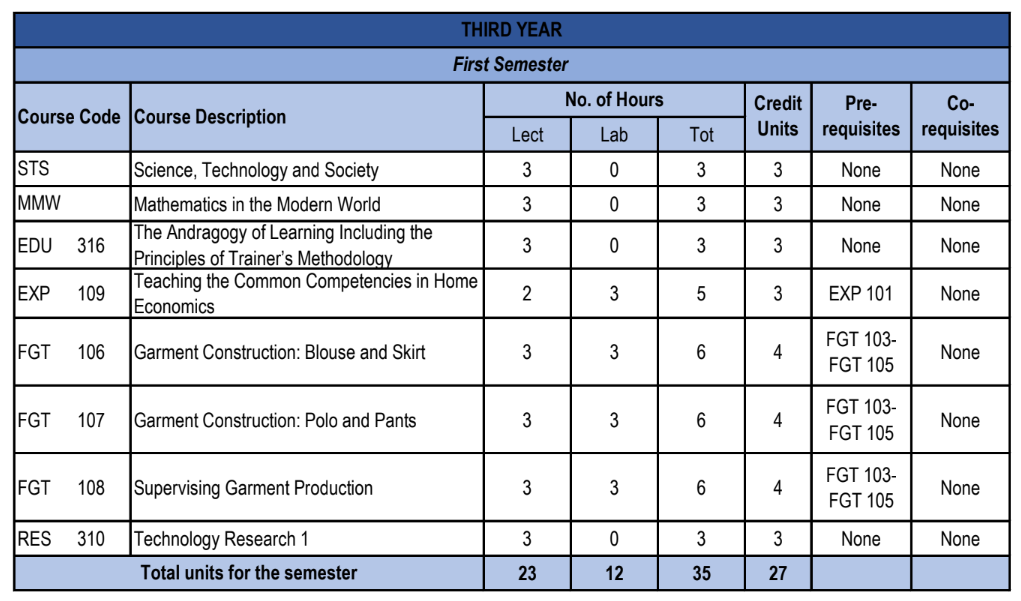 THIRD YEAR
First Semester
Course Code Course Description No. of Hours Credit Units Pre-requisites Co-requisites
Lect Lab Tot
STS Science, Technology and Society 3 0 3 3 None None
MMW Mathematics in the Modern World 3 0 3 3 None None
EDU 316 The Andragogy of Learning Including the Principles of Trainer's Methodology 3 0 3 3 None None
EXP 109 Teaching the Common Competencies in Home Economics 2 3 5 3 EXP 101 None
FGT 106 Garment Construction: Blouse and Skirt 3 3 6 4 FGT 103-FGT 105 None
FGT 107 Garment Construction: Polo and Pants 3 3 6 4 FGT 103-FGT 105 None
FGT 108 Supervising Garment Production 3 3 6 4 FGT 103-FGT 105 None
RES 310 Technology Research 1 3 0 3 3 None None
Total units for the semester 23 12 35 27